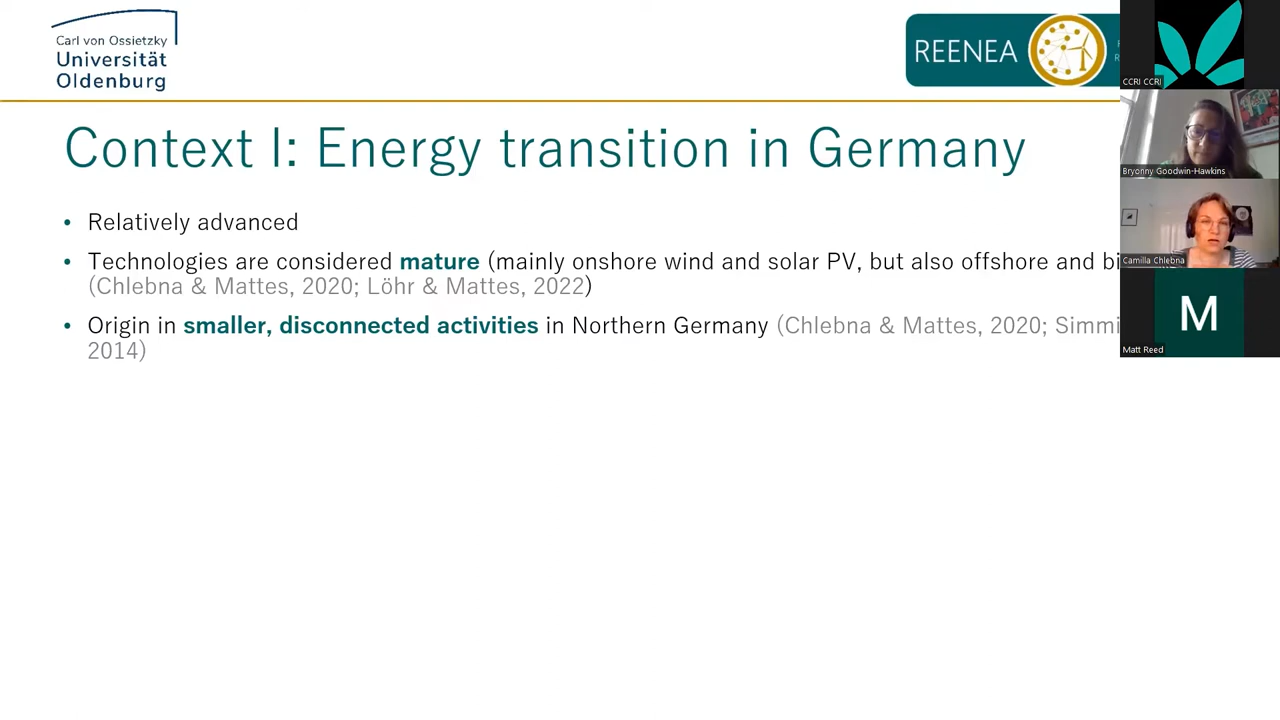 Carl von Ossietzky
Universität
Oldenburg
REENEA
Context I: Energy transition in Germany
• Relatively advanced
• Technologies are considered mature (mainly onshore wind and solar PV, but also offshore and
(Chlebna & Mattes, 2020; Löhr & Mattes, 2022)
• Origin in smaller, disconnected activities in Northern Germany (Chlebna & Mattes, 2020;
2014)
CCRI CCRI
Bryonny Goodwin-Hawkins
Camilla Chlebna
M
Matt Reed